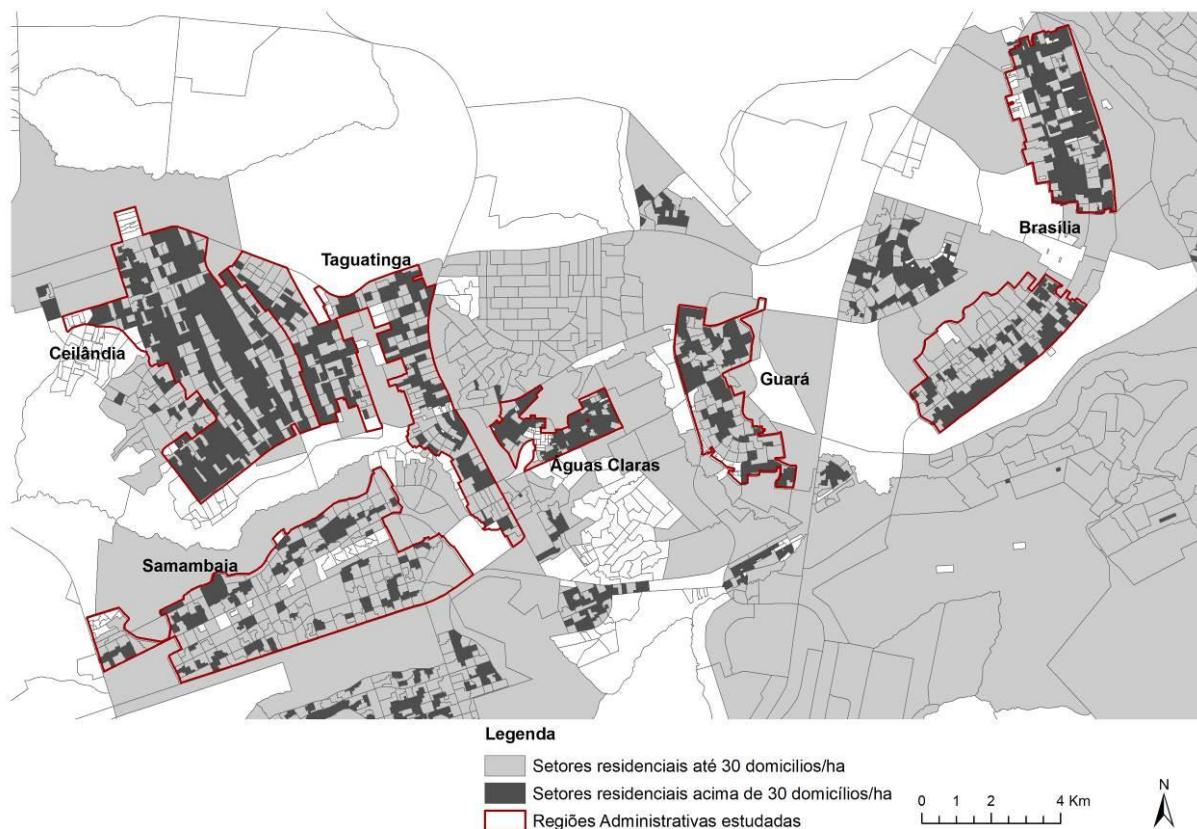 Brasília
Taguatinga
Ceilândia
Guará
Águas Claras
Samambaia
Legenda
Setores residenciais até 30 domicilios/ha
Setores residenciais acima de 30 domicílios/ha
Regiões Administrativas estudadas
0 1 2 4 Km
N